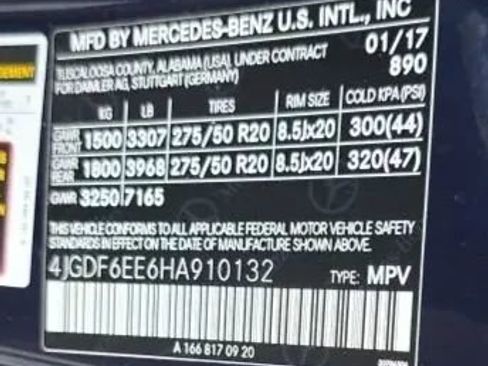 MFD BY MERCEDES-BENZ U.S. INTL., INC
TUSCALOOSA COUNTY, ALABAMA (USA), UNDER CONTRACT
FOR DAIMLER AG, STUTTGART (GERMANY)
01/17
890
KG LB TIRES RIM SIZE COLD KPA(PSI)
GAWR FRONT 1500 3307 275/50 R20 8.5Jx20 300(44)
GAWR REAR 1800 3968 275/50 R20 8.5Jx20 320(47)
GVWR 3250 7165
THIS VEHICLE CONFORMS TO ALL APPLICABLE FEDERAL MOTOR VEHICLE SAFETY
STANDARDS IN EFFECT ON THE DATE OF MANUFACTURE SHOWN ABOVE.
4JGDF6EE6HA910132 TYPE: MPV
A 166 817 09 20